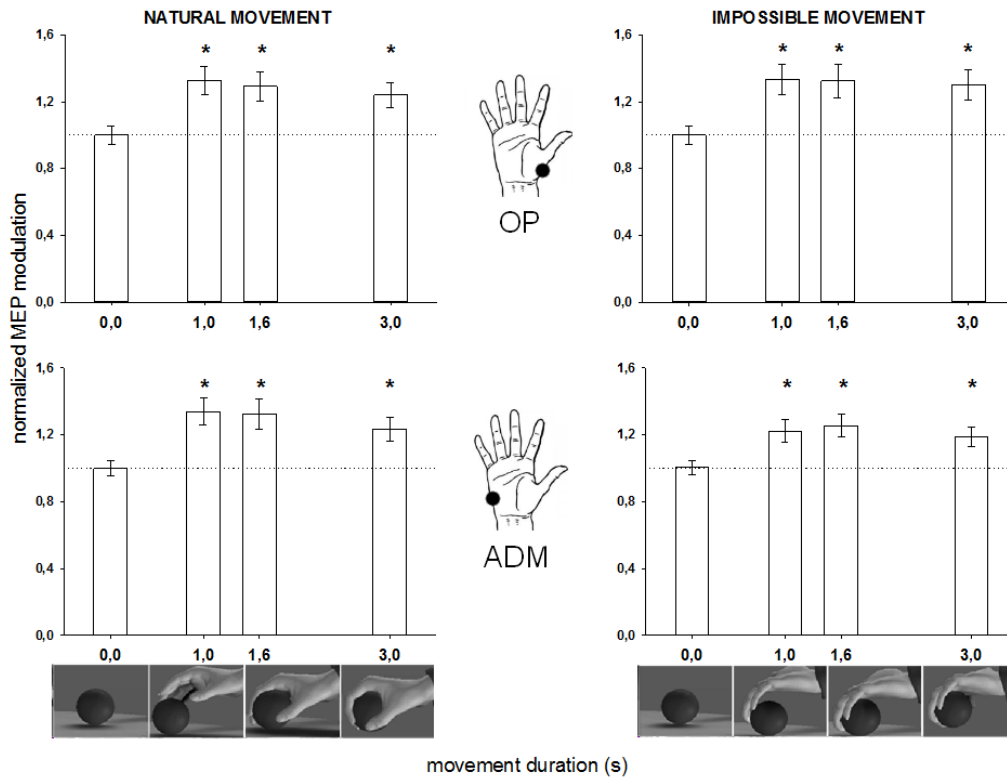 NATURAL MOVEMENT
IMPOSSIBLE MOVEMENT
normalized MEP modulation
1,6
* * *
1,2
0,8
0,4
0,0
0,0 1,0 1,6 3,0
OP
1,6
* * *
1,2
0,8
0,4
0,0
0,0 1,0 1,6 3,0
1,6
* * *
1,2
0,8
0,4
0,0
0,0 1,0 1,6 3,0
ADM
1,6
* * *
1,2
0,8
0,4
0,0
0,0 1,0 1,6 3,0
movement duration (s)